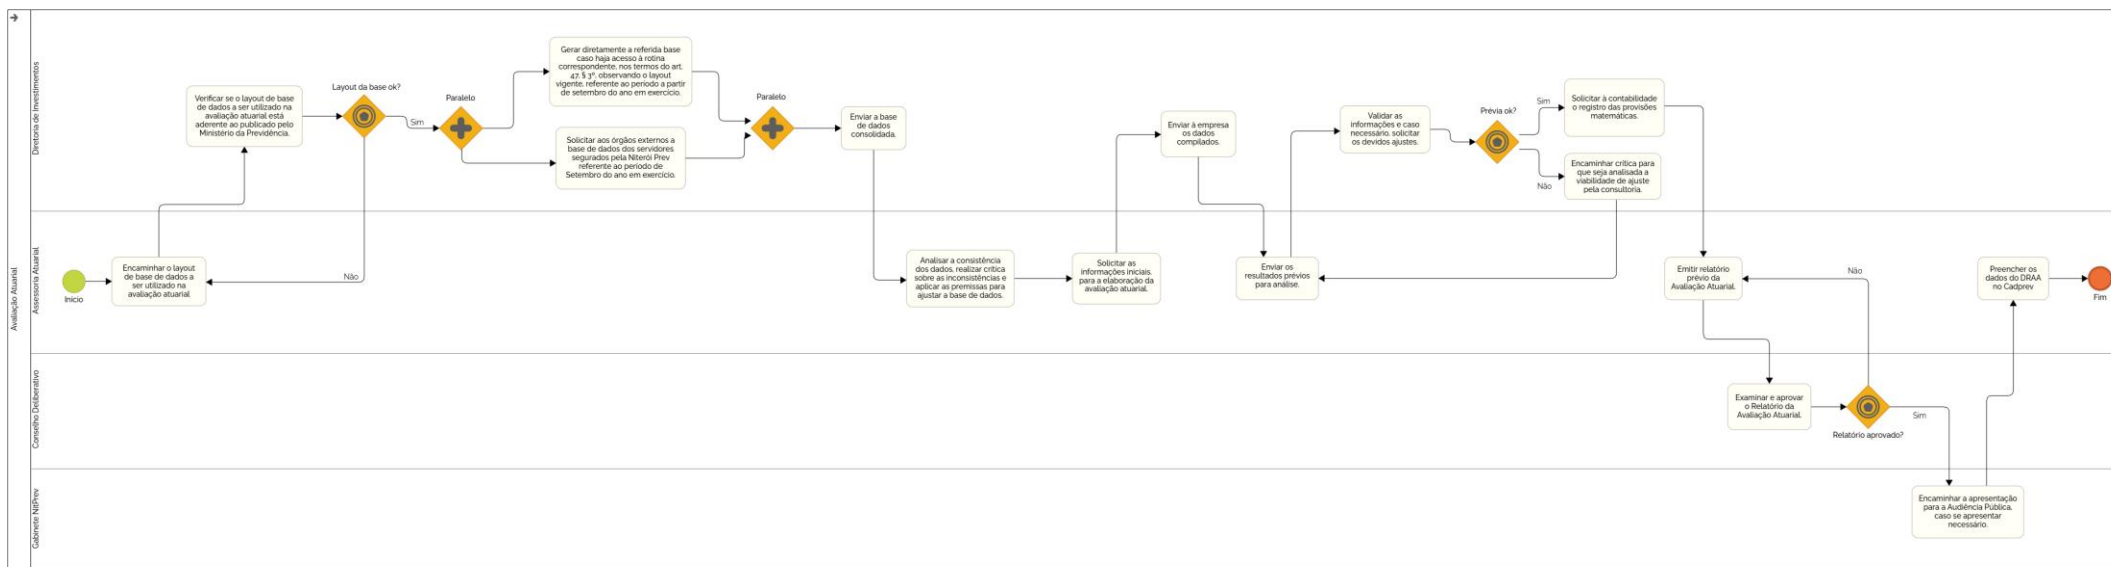 Avaliação Atuarial
Diretoria de Investimentos
Verificar se o layout de base
de dados a ser utilizado na
avaliação atuarial está
aderente ao publicado pelo
Ministério da Previdência.
Layout da base ok?
Sim
Não
Paralelo
Gerar diretamente a referida base
caso haja acesso à rotina
correspondente, nos termos do art.
47, § 3º, observando o layout
vigente, referente ao período a partir
de setembro do ano em exercício.
Solicitar aos órgãos externos a
base de dados dos servidores
segurados pela Niterói Prev
referente ao período de
Setembro do ano em exercício.
Paralelo
Enviar a base
de dados
consolidada.
Enviar à empresa
os dados
compilados.
Validar as
informações e caso
necessário, solicitar
os devidos ajustes.
Prévia ok?
Sim
Não
Solicitar à contabilidade
o registro das provisões
matemáticas.
Encaminhar crítica para
que seja analisada a
viabilidade de ajuste
pela consultoria.
Assessoria Atuarial
Início
Encaminhar o layout
de base de dados a
ser utilizado na
avaliação atuarial
Analisar a consistência
dos dados, realizar crítica
sobre as inconsistências e
aplicar as premissas para
ajustar a base de dados.
Solicitar as
informações iniciais,
para a elaboração da
avaliação atuarial.
Enviar os
resultados prévios
para análise.
Emitir relatório
prévio da
Avaliação Atuarial.
Não
Preencher os
dados do DRAA
no Cadprev
Fim
Conselho Deliberativo
Examinar e aprovar
o Relatório da
Avaliação Atuarial.
Relatório aprovado?
Sim
Gabinete NitPrev
Encaminhar a apresentação
para a Audiência Pública,
caso se apresentar
necessário.